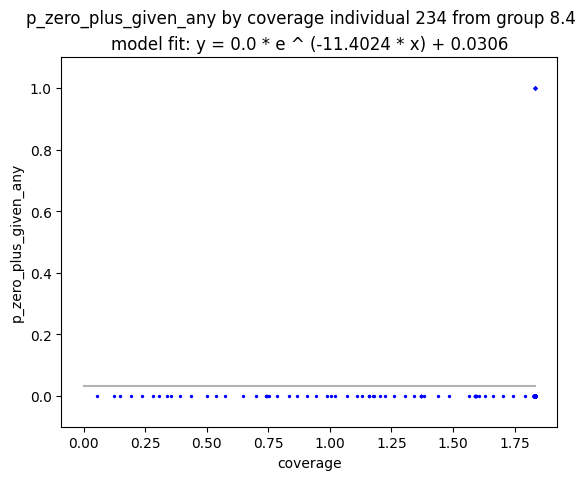 p_zero_plus_given_any by coverage individual 234 from group 8.4
model fit: y = 0.0 * e ^ (-11.4024 * x) + 0.0306
1.0
0.8
0.6
0.4
0.2
0.0
p_zero_plus_given_any
0.00 0.25 0.50 0.75 1.00 1.25 1.50 1.75
coverage